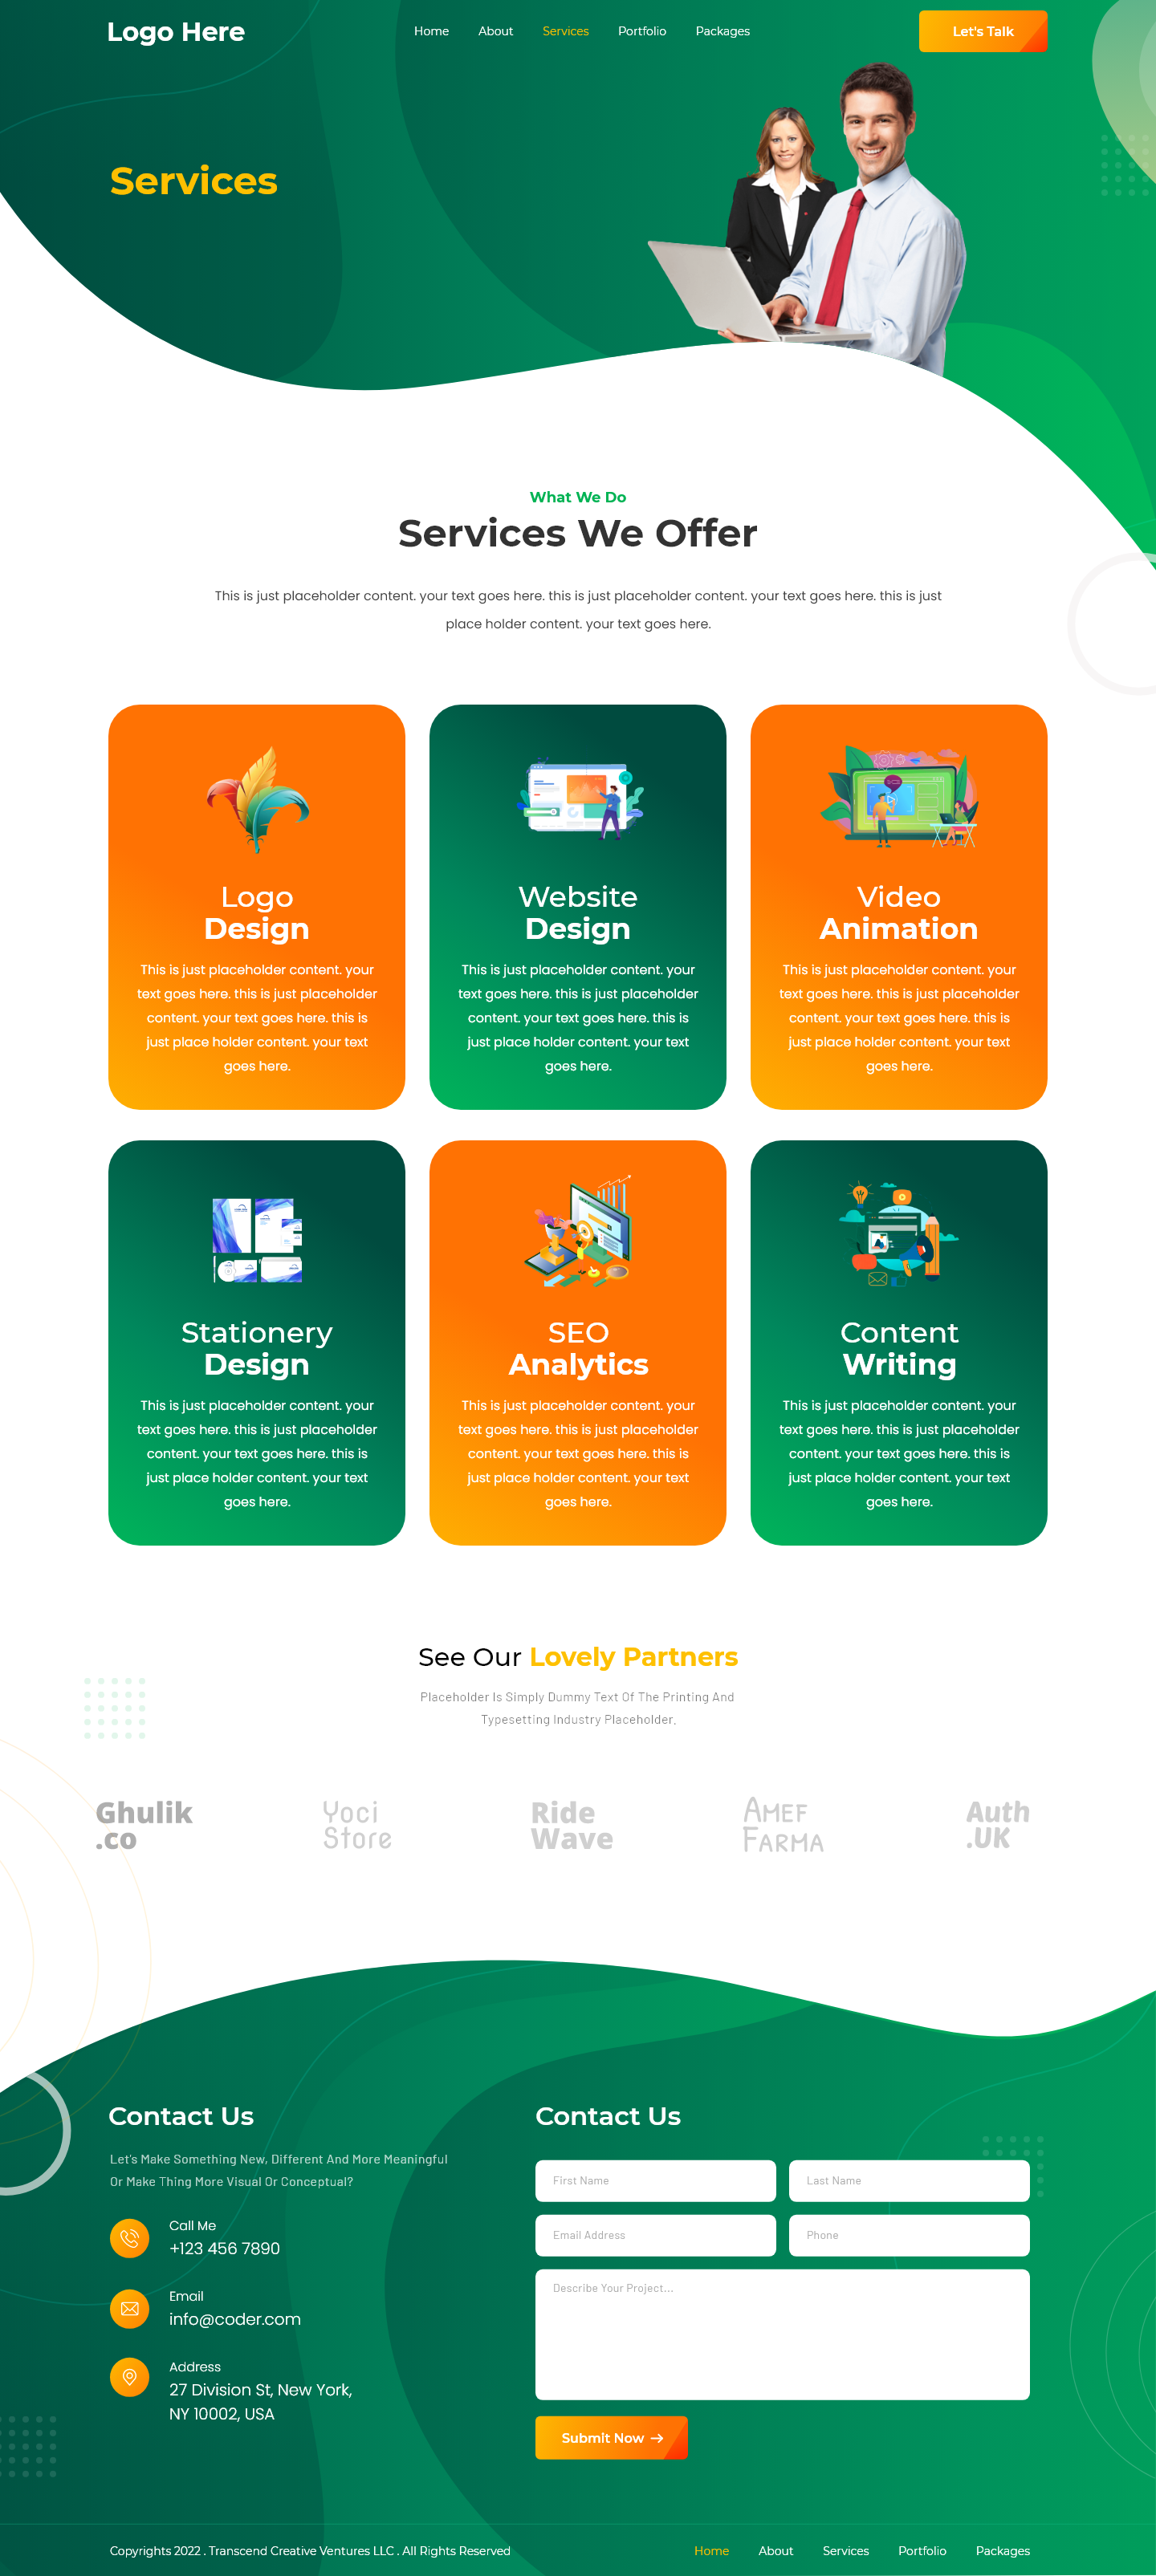 Logo Here
Home
About
Services
Portfolio
Packages
Let's Talk
Services
What We Do
Services We Offer
This is just placeholder content. your text goes here. this is just placeholder content. your text goes here. this is just
place holder content. your text goes here.
Logo
Design
This is just placeholder content. your
text goes here. this is just placeholder
content. your text goes here. this is
just place holder content. your text
goes here.
Website
Design
This is just placeholder content. your
text goes here. this is just placeholder
content. your text goes here. this is
just place holder content. your text
goes here.
Video
Animation
This is just placeholder content. your
text goes here. this is just placeholder
content. your text goes here. this is
just place holder content. your text
goes here.
Stationery
Design
This is just placeholder content. your
text goes here. this is just placeholder
content. your text goes here. this is
just place holder content. your text
goes here.
SEO
Analytics
This is just placeholder content. your
text goes here. this is just placeholder
content. your text goes here. this is
just place holder content. your text
goes here.
Content
Writing
This is just placeholder content. your
text goes here. this is just placeholder
content. your text goes here. this is
just place holder content. your text
goes here.
See Our Lovely Partners
Placeholder Is Simply Dummy Text Of The Printing And
Typesetting Industry Placeholder.
Ghulik
.co
Yoci
Store
Ride
Wave
Amef
Farma
Auth
.UK
Contact Us
Let's Make Something New, Different And More Meaningful
Or Make Thing More Visual Or Conceptual?
Call Me
+123 456 7890
Email
info@coder.com
Address
27 Division St, New York,
NY 10002, USA
Contact Us
First Name
Last Name
Email Address
Phone
Describe Your Project...
Submit Now
Copyrights 2022 . Transcend Creative Ventures LLC . All Rights Reserved
Home
About
Services
Portfolio
Packages